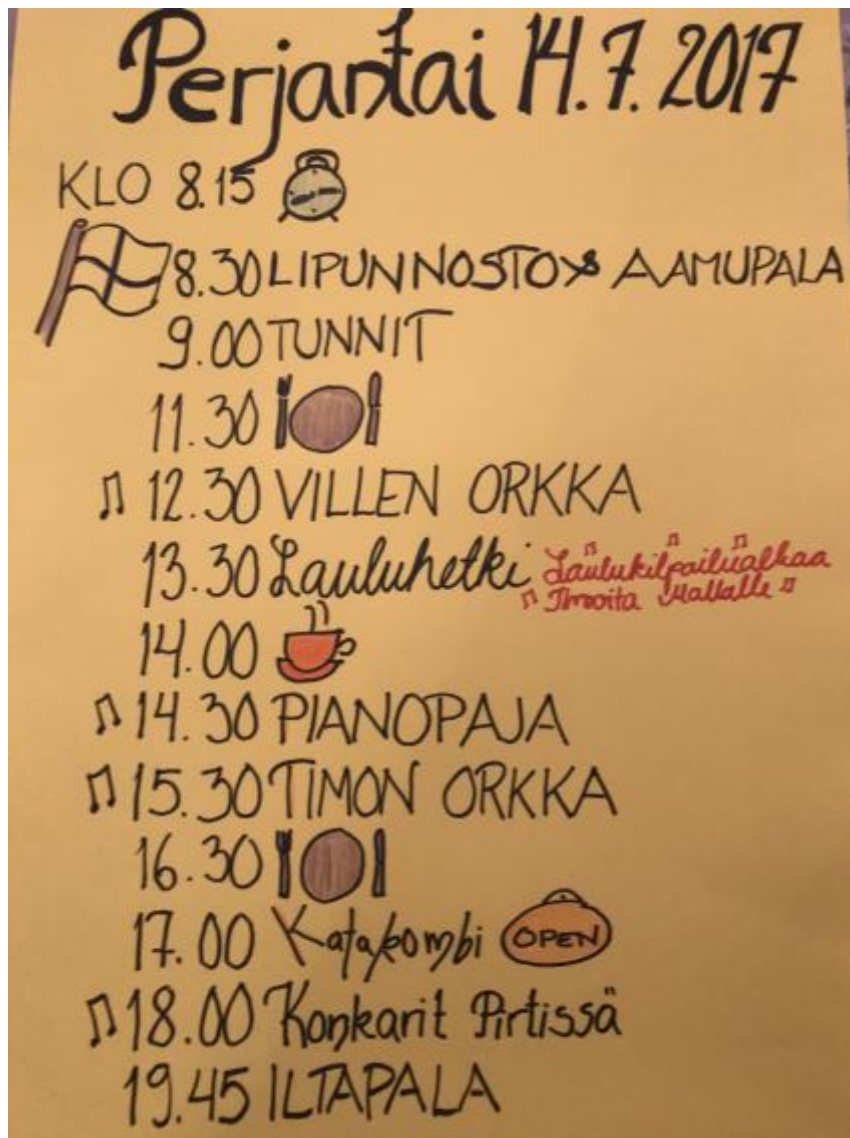 Perjantai 14.7.2017
KLO 8.15
8.30 LIPUNNOSTO & AAMUPALA
9.00 TUNNIT
11.30
12.30 VILLEN ORKKA
13.30 Lauluhetki Laulukilpailu alkaa
Ilmoita Mallalle
14.00
14.30 PIANOPAJA
15.30 TIMON ORKKA
16.30
17.00 Katakombi OPEN
18.00 Konkarit Pirtissä
19.45 ILTAPALA